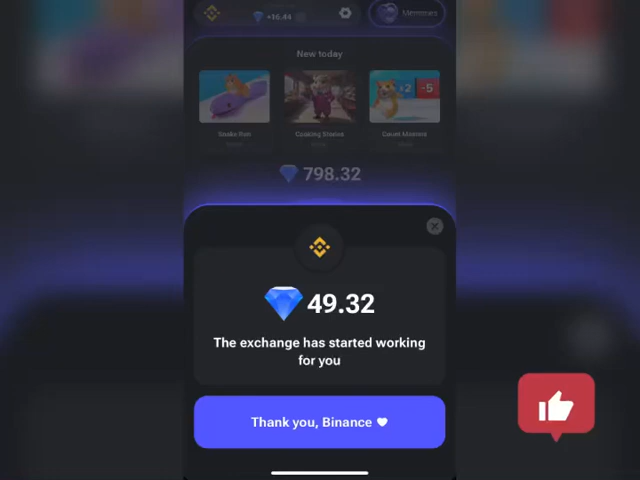 +16.44
Memories
New today
+2
-5
Snake Run
Cooking Stories
Count Masters
798.32
49.32
The exchange has started working
for you
Thank you, Binance